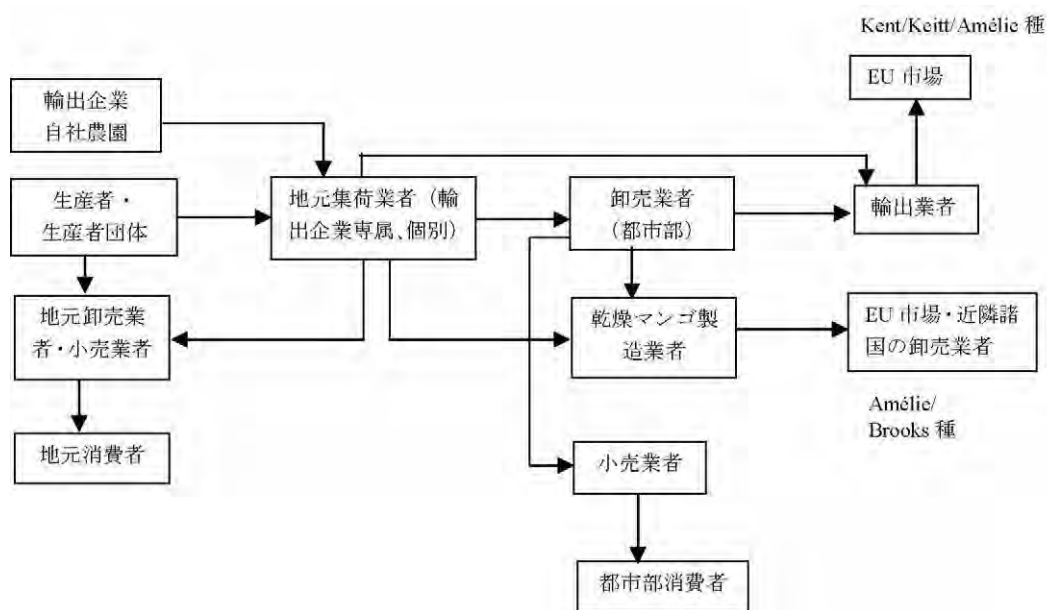 Kent/Keitt/Amélie 種
EU 市場
輸出企業
自社農園
生産者・
生産者団体
地元集荷業者（輸
出企業専属、個別）
卸売業者
（都市部）
輸出業者
地元卸売業
者・小売業者
乾燥マンゴ製
造業者
EU 市場・近隣諸
国の卸売業者
Amélie/
Brooks 種
地元消費者
小売業者
都市部消費者